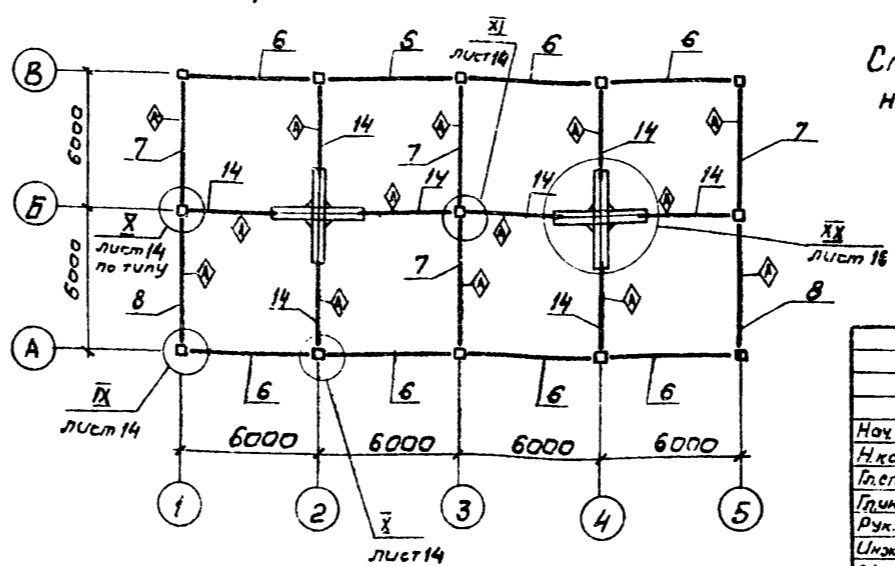 XI
лист 14
6
5
6
6
Сп
н
В
А
А
А
А
А
14
14
7
7
7
6000
14
14
14
14
А
А
Б
X
лист 14
по типу
А
А
XX
лист 16
6000
8
А
14
А
7
А
14
А
А
8
А
IX
лист 14
6
6
6
6
6000
6000
6000
6000
1
2
3
4
5
X
лист 14
Нач
Н.ко
Гл.сп
Гл.ин
Рук.
Инж